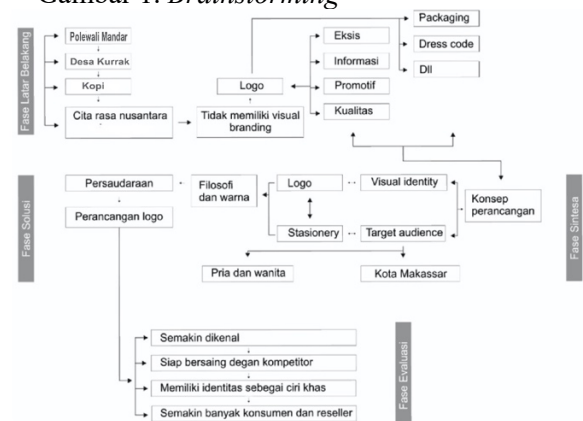 Gambar 1. Brainstorming
Fase Latar Belakang
Polewali Mandar
Desa Kurrak
Kopi
Cita rasa nusantara
Tidak memiliki visual
branding
Logo
Eksis
Informasi
Promotif
Kualitas
Packaging
Dress code
Dll
Fase Solusi
Persaudaraan
Perancangan logo
Filosofi
dan warna
Logo
Visual identity
Stasionery
Target audience
Konsep
perancangan
Fase Sintesa
Pria dan wanita
Kota Makassar
Semakin dikenal
Siap bersaing degan kompetitor
Memiliki identitas sebegai ciri khas
Semakin banyak konsumen dan reseller
Fase Evaluasi